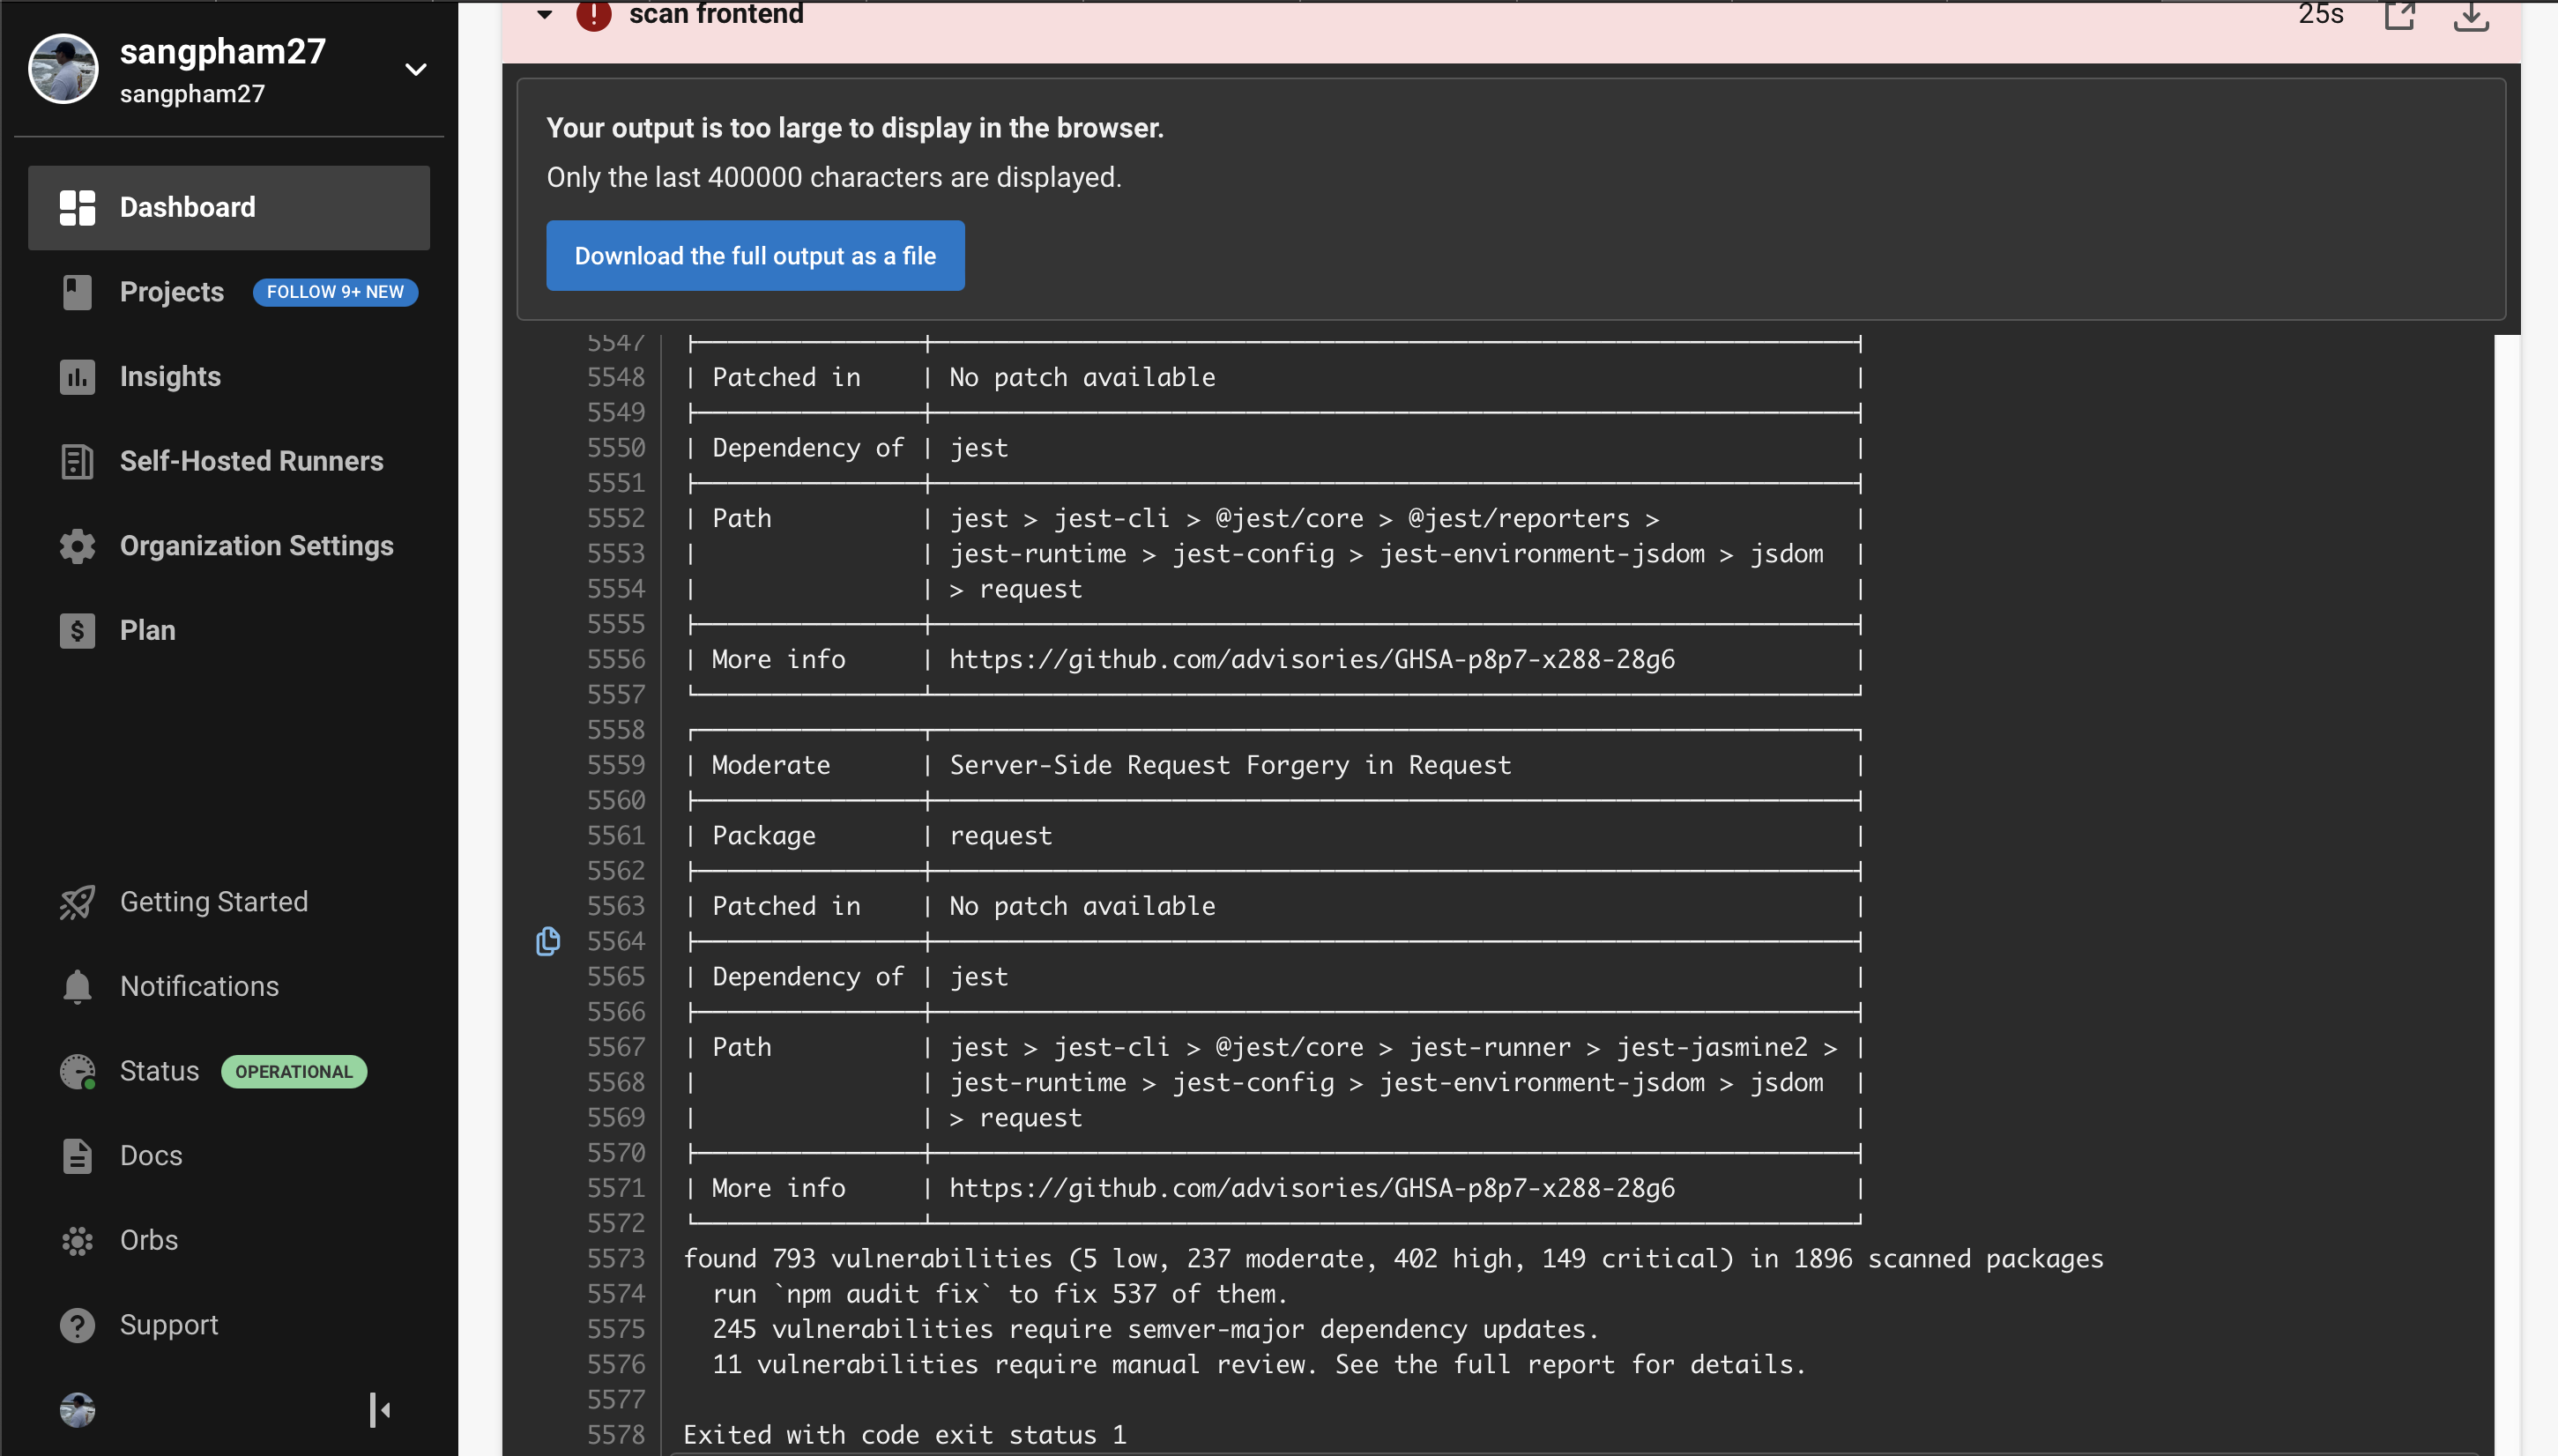 sangpham27
sangpham27
Dashboard
Projects FOLLOW 9+ NEW
Insights
Self-Hosted Runners
Organization Settings
Plan
Getting Started
Notifications
Status OPERATIONAL
Docs
Orbs
Support
scan frontend 25s
Your output is too large to display in the browser.
Only the last 400000 characters are displayed.
Download the full output as a file
5547
5548 | Patched in | No patch available |
5549
5550 | Dependency of | jest |
5551
5552 | Path | jest > jest-cli > @jest/core > @jest/reporters > |
5553 | | jest-runtime > jest-config > jest-environment-jsdom > jsdom |
5554 | | > request |
5555
5556 | More info | https://github.com/advisories/GHSA-p8p7-x288-28g6 |
5557
5558
5559 | Moderate | Server-Side Request Forgery in Request |
5560
5561 | Package | request |
5562
5563 | Patched in | No patch available |
5564
5565 | Dependency of | jest |
5566
5567 | Path | jest > jest-cli > @jest/core > jest-runner > jest-jasmine2 > |
5568 | | jest-runtime > jest-config > jest-environment-jsdom > jsdom |
5569 | | > request |
5570
5571 | More info | https://github.com/advisories/GHSA-p8p7-x288-28g6 |
5572
5573 found 793 vulnerabilities (5 low, 237 moderate, 402 high, 149 critical) in 1896 scanned packages
5574 run `npm audit fix` to fix 537 of them.
5575 245 vulnerabilities require semver-major dependency updates.
5576 11 vulnerabilities require manual review. See the full report for details.
5577
5578 Exited with code exit status 1